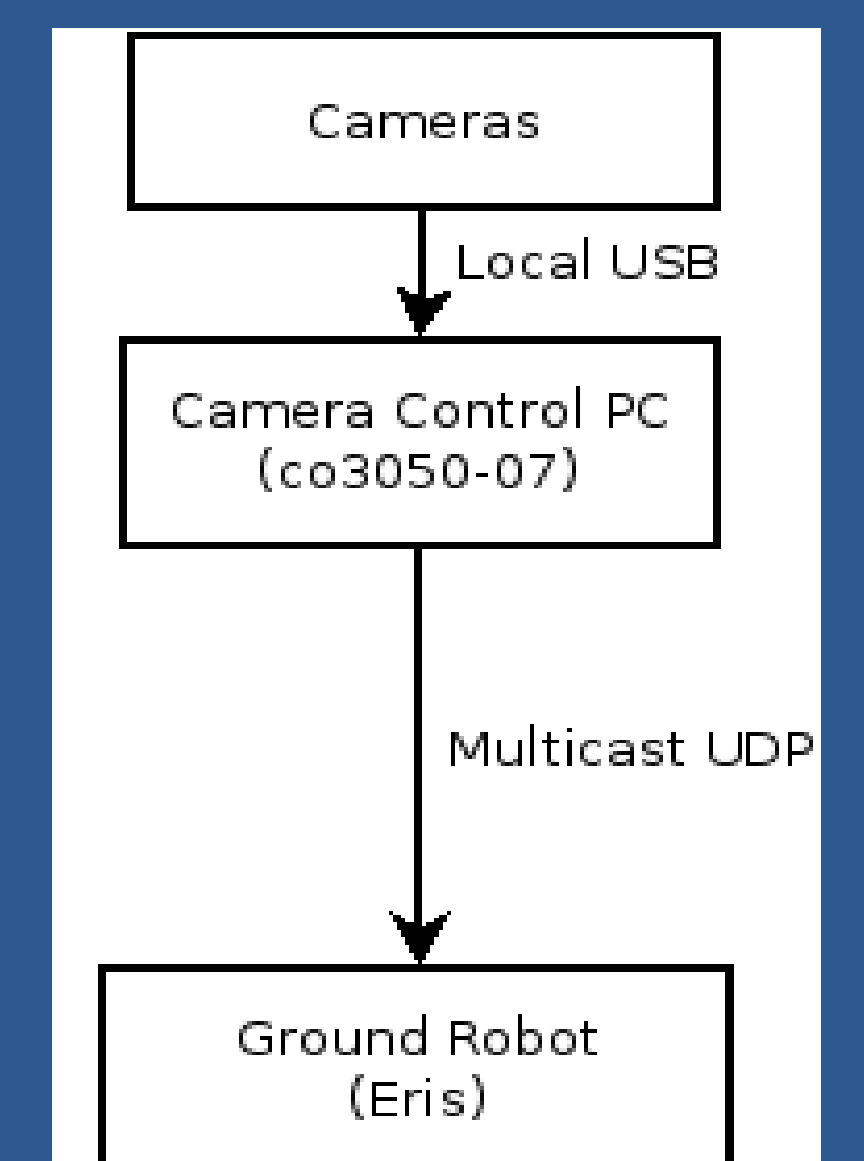 Cameras
Local USB
Camera Control PC
(co3050-07)
Multicast UDP
Ground Robot
(Eris)